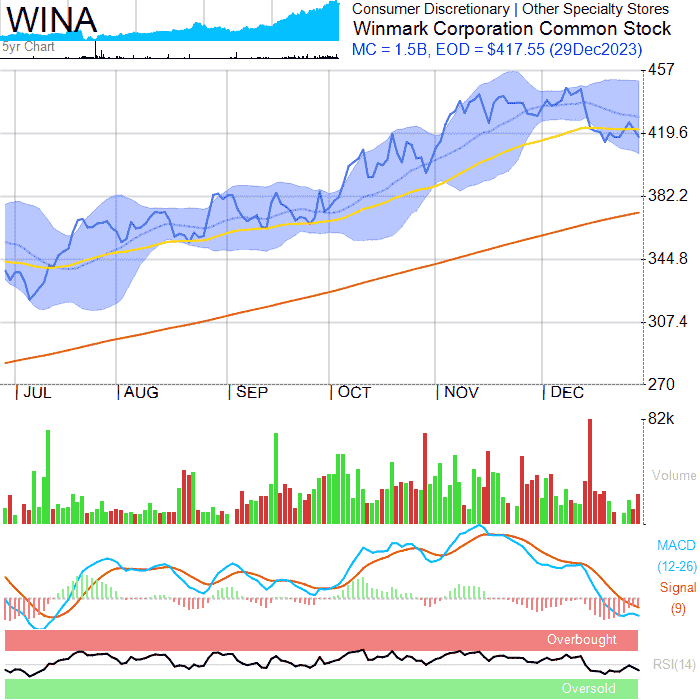 WINA
5yr Chart
Consumer Discretionary | Other Specialty Stores
Winmark Corporation Common Stock
MC = 1.5B, EOD = $417.55 (29Dec2023)
457
419.6
382.2
344.8
307.4
270
|JUL |AUG |SEP |OCT |NOV |DEC
82k
Volume
MACD
(12-26)
Signal
(9)
Overbought
RSI(14)
Oversold